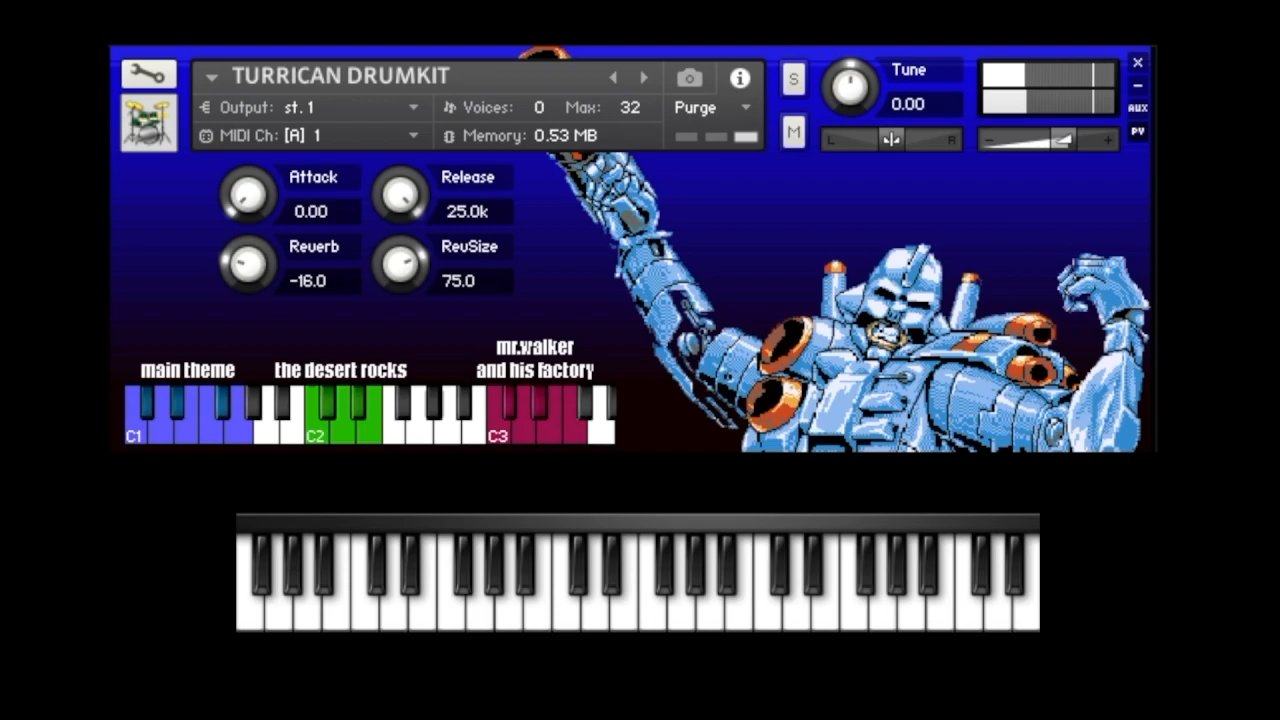 TURRICAN DRUMKIT
Output: st. 1
Voices: 0 Max: 32
Purge
MIDI Ch: [A] 1
Memory: 0.53 MB
S
M
Tune
0.00
L
R
- +
×
-
AUX
PV
Attack
0.00
Release
25.0k
Reverb
-16.0
RevSize
75.0
main theme
the desert rocks
mr.walker
and his factory
C1
C2
C3